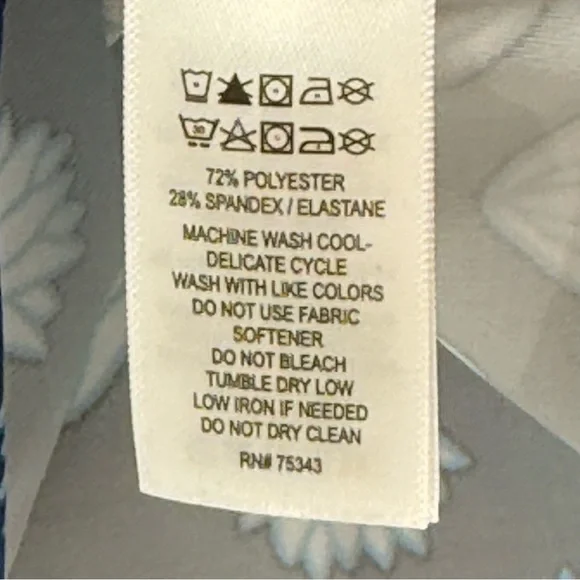 30
72% POLYESTER
28% SPANDEX / ELASTANE
MACHINE WASH COOL-
DELICATE CYCLE
WASH WITH LIKE COLORS
DO NOT USE FABRIC
SOFTENER
DO NOT BLEACH
TUMBLE DRY LOW
LOW IRON IF NEEDED
DO NOT DRY CLEAN
RN# 75343